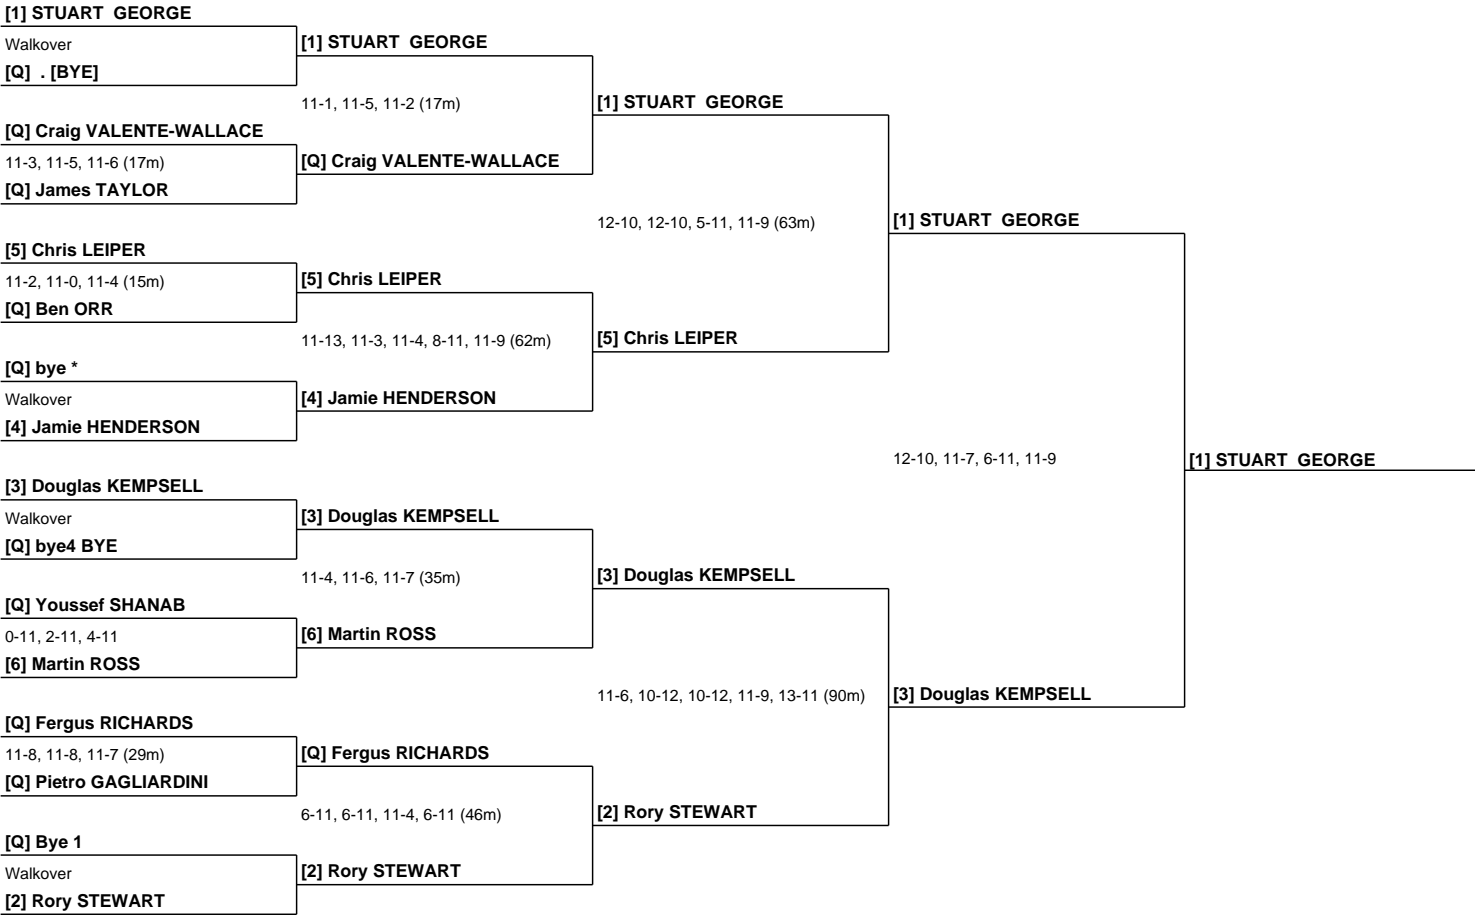 [1] STUART  GEORGE
Walkover
[Q]  . [BYE]
[Q] Craig VALENTE-WALLACE
11-3, 11-5, 11-6 (17m)
[Q] James TAYLOR
[5] Chris LEIPER
11-2, 11-0, 11-4 (15m)
[Q] Ben ORR
[Q] bye *
Walkover
[4] Jamie HENDERSON
[3] Douglas KEMPSELL
Walkover
[Q] bye4 BYE
[Q] Youssef SHANAB
0-11, 2-11, 4-11
[6] Martin ROSS
[Q] Fergus RICHARDS
11-8, 11-8, 11-7 (29m)
[Q] Pietro GAGLIARDINI
[Q] Bye 1
Walkover
[2] Rory STEWART
[1] STUART  GEORGE
11-1, 11-5, 11-2 (17m)
[Q] Craig VALENTE-WALLACE
[5] Chris LEIPER
11-13, 11-3, 11-4, 8-11, 11-9 (62m)
[4] Jamie HENDERSON
[3] Douglas KEMPSELL
11-4, 11-6, 11-7 (35m)
[6] Martin ROSS
[Q] Fergus RICHARDS
6-11, 6-11, 11-4, 6-11 (46m)
[2] Rory STEWART
[1] STUART  GEORGE
12-10, 12-10, 5-11, 11-9 (63m)
[5] Chris LEIPER
[3] Douglas KEMPSELL
11-6, 10-12, 10-12, 11-9, 13-11 (90m)
[2] Rory STEWART
[1] STUART  GEORGE
12-10, 11-7, 6-11, 11-9
[3] Douglas KEMPSELL
[1] STUART  GEORGE